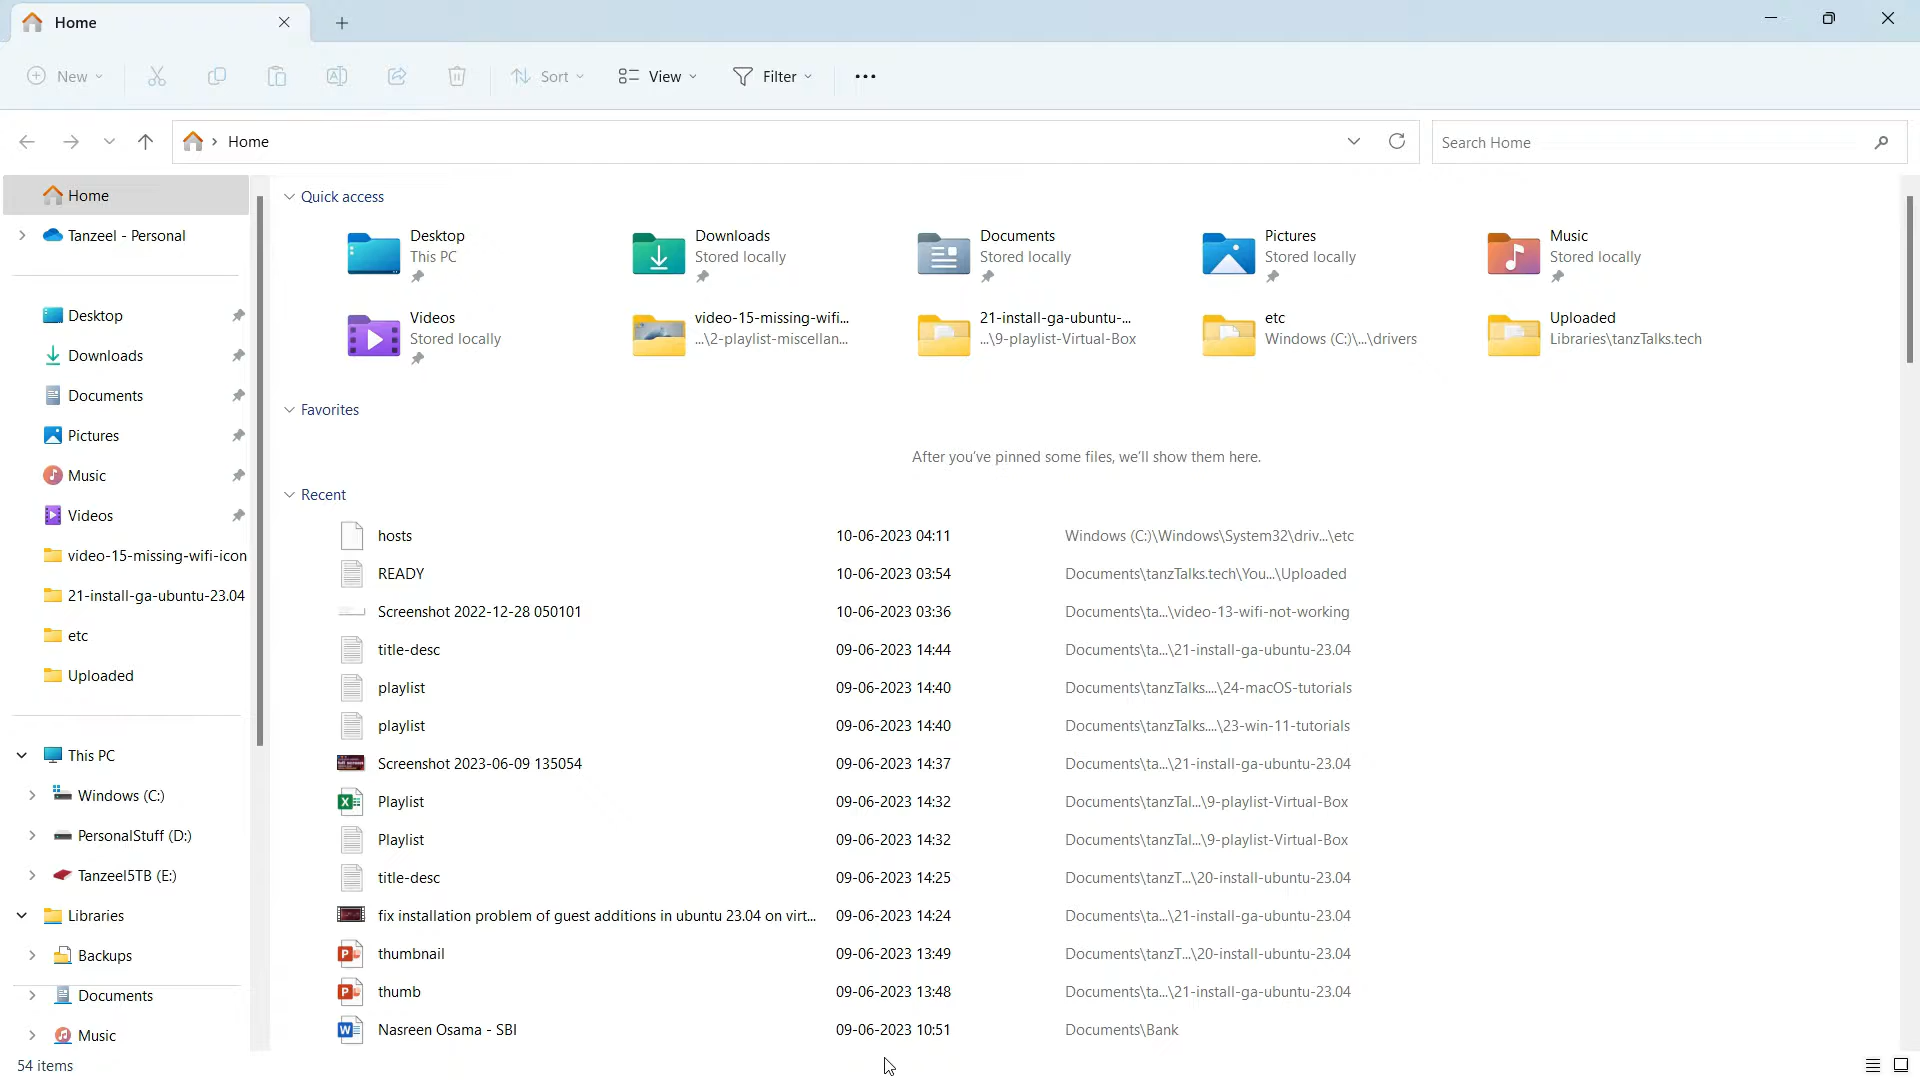 Home
New
Sort
View
Filter
Home
Search Home
Home
Tanzeel - Personal
Desktop
Downloads
Documents
Pictures
Music
Videos
video-15-missing-wifi-icon
21-install-ga-ubuntu-23.04
etc
Uploaded
This PC
Windows (C:)
PersonalStuff (D:)
Tanzeel5TB (E:)
Libraries
Backups
Documents
Music
Quick access
Desktop
This PC
Downloads
Stored locally
Documents
Stored locally
Pictures
Stored locally
Music
Stored locally
Videos
Stored locally
video-15-missing-wifi...
...\2-playlist-miscellan...
21-install-ga-ubuntu-...
...\9-playlist-Virtual-Box
etc
Windows (C:)\...\drivers
Uploaded
Libraries\tanzTalks.tech
Favorites
After you've pinned some files, we'll show them here.
Recent
hosts 10-06-2023 04:11 Windows (C:)\Windows\System32\driv...\etc
READY 10-06-2023 03:54 Documents\tanzTalks.tech\You...\Uploaded
Screenshot 2022-12-28 050101 10-06-2023 03:36 Documents\ta...\video-13-wifi-not-working
title-desc 09-06-2023 14:44 Documents\ta...\21-install-ga-ubuntu-23.04
playlist 09-06-2023 14:40 Documents\tanzTalks....\24-macOS-tutorials
playlist 09-06-2023 14:40 Documents\tanzTalks....\23-win-11-tutorials
Screenshot 2023-06-09 135054 09-06-2023 14:37 Documents\ta...\21-install-ga-ubuntu-23.04
Playlist 09-06-2023 14:32 Documents\tanzTal...\9-playlist-Virtual-Box
Playlist 09-06-2023 14:32 Documents\tanzTal...\9-playlist-Virtual-Box
title-desc 09-06-2023 14:25 Documents\tanzT...\20-install-ubuntu-23.04
fix installation problem of guest additions in ubuntu 23.04 on virt... 09-06-2023 14:24 Documents\ta...\21-install-ga-ubuntu-23.04
thumbnail 09-06-2023 13:49 Documents\tanzT...\20-install-ubuntu-23.04
thumb 09-06-2023 13:48 Documents\ta...\21-install-ga-ubuntu-23.04
Nasreen Osama - SBI 09-06-2023 10:51 Documents\Bank
54 items